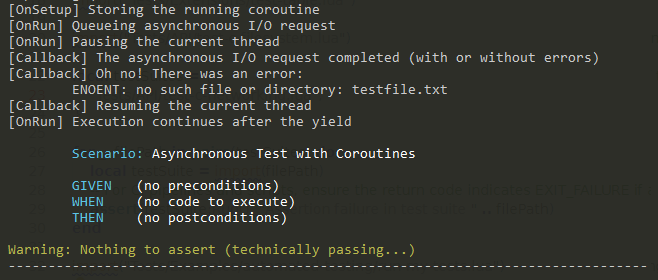 [OnSetup] Storing the running coroutine
[OnRun] Queueing asynchronous I/O request
[OnRun] Pausing the current thread
[Callback] The asynchronous I/O request completed (with or without errors)
[Callback] Oh no! There was an error:
ENOENT: no such file or directory: testfile.txt
[Callback] Resuming the current thread
[OnRun] Execution continues after the yield
Scenario: Asynchronous Test with Coroutines
GIVEN (no preconditions)
WHEN (no code to execute)
THEN (no postconditions)
Warning: Nothing to assert (technically passing...)
--------------------------------------------------------------------------------